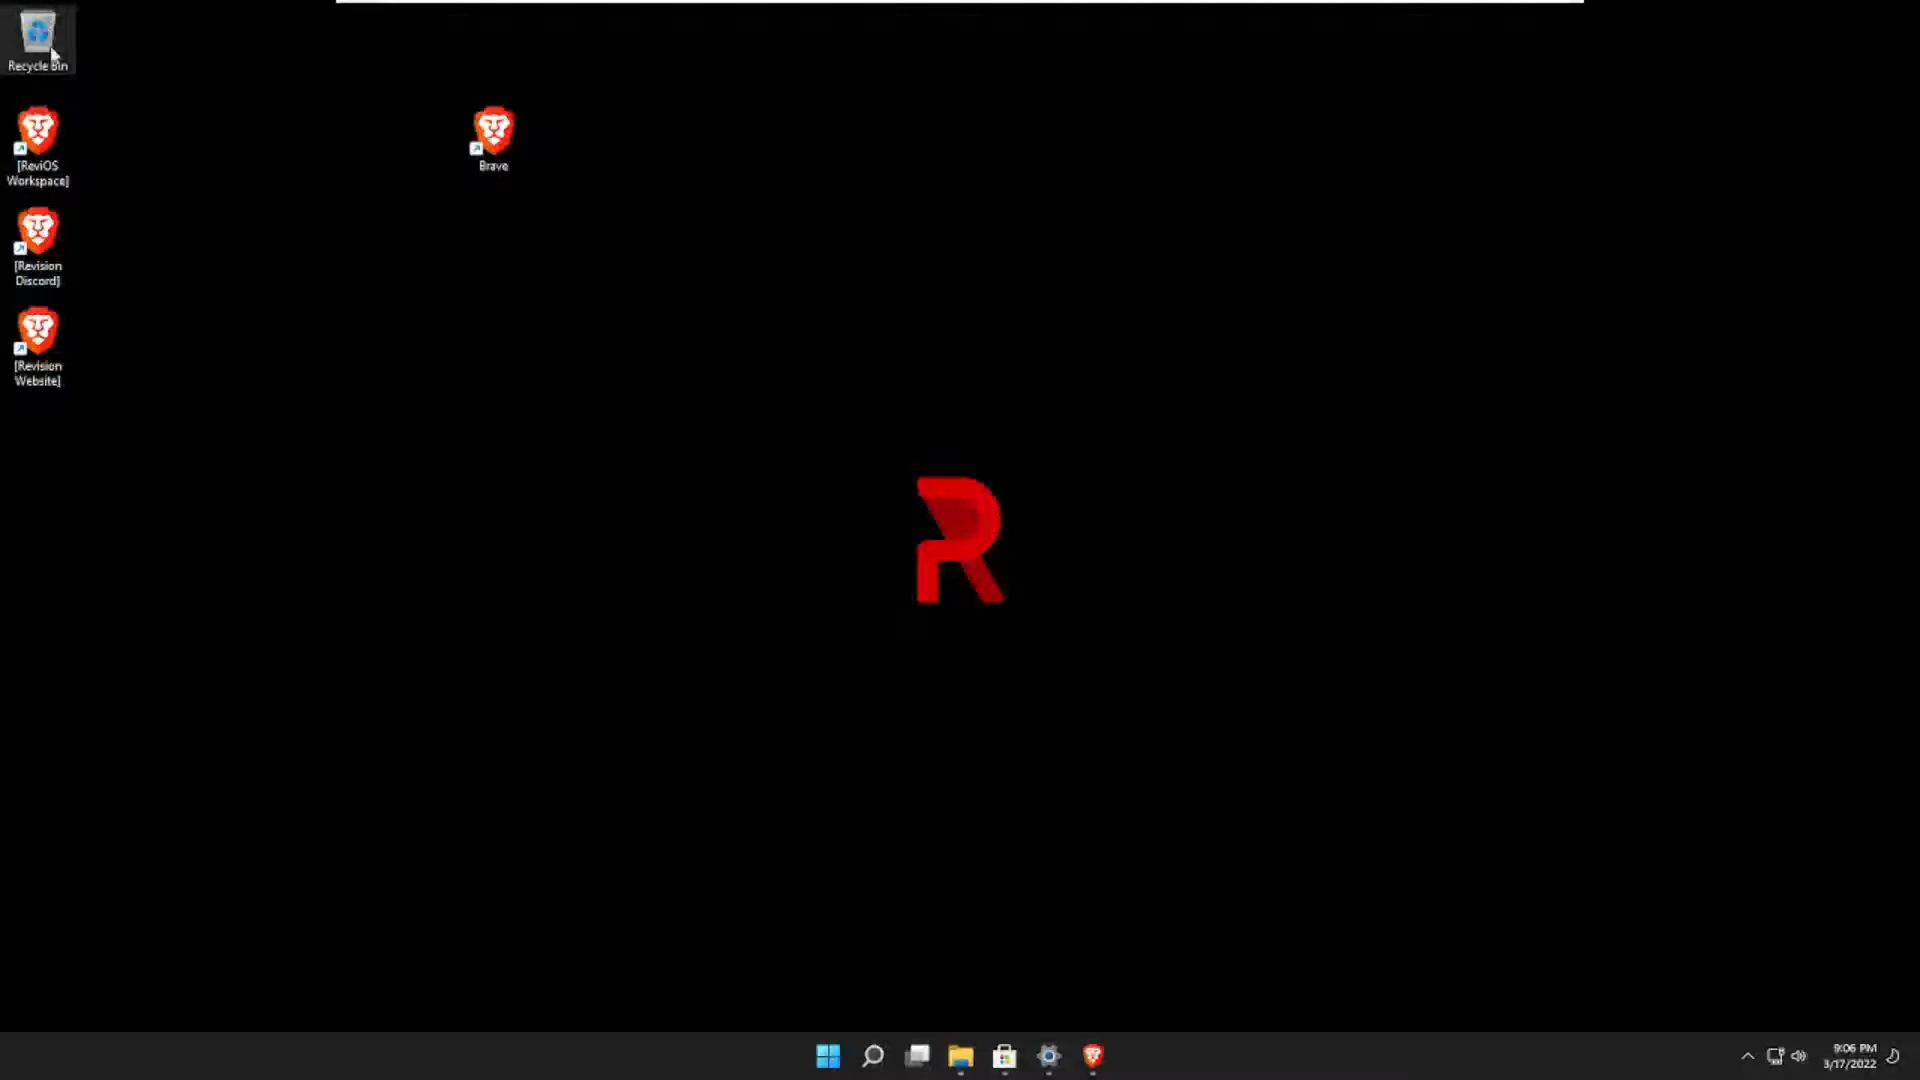 Recycle Bin
[ReviOS
Workspace]
Brave
[Revision
Discord]
[Revision
Website]
R
9:06 PM
3/17/2022